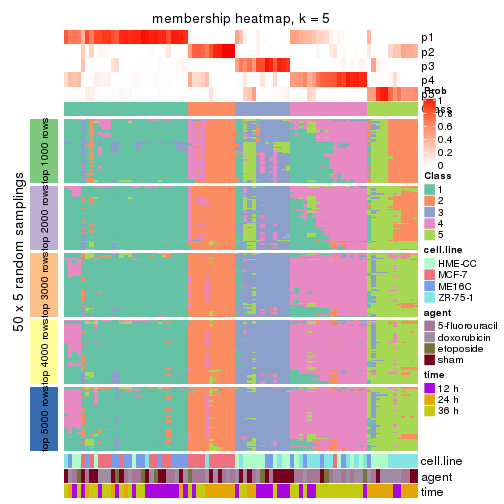 membership heatmap, k = 5
p1
p2
p3
p4
p5
Prob
1
0.8
0.6
0.4
0.2
0
Class
Class
1
2
3
4
5
cell.line
HME-CC
MCF-7
ME16C
ZR-75-1
agent
5-fluorouracil
doxorubicin
etoposide
sham
time
12 h
24 h
36 h
50 x 5 random samplings
top 1000 rows
top 2000 rows
top 3000 rows
top 4000 rows
top 5000 rows
cell.line
agent
time